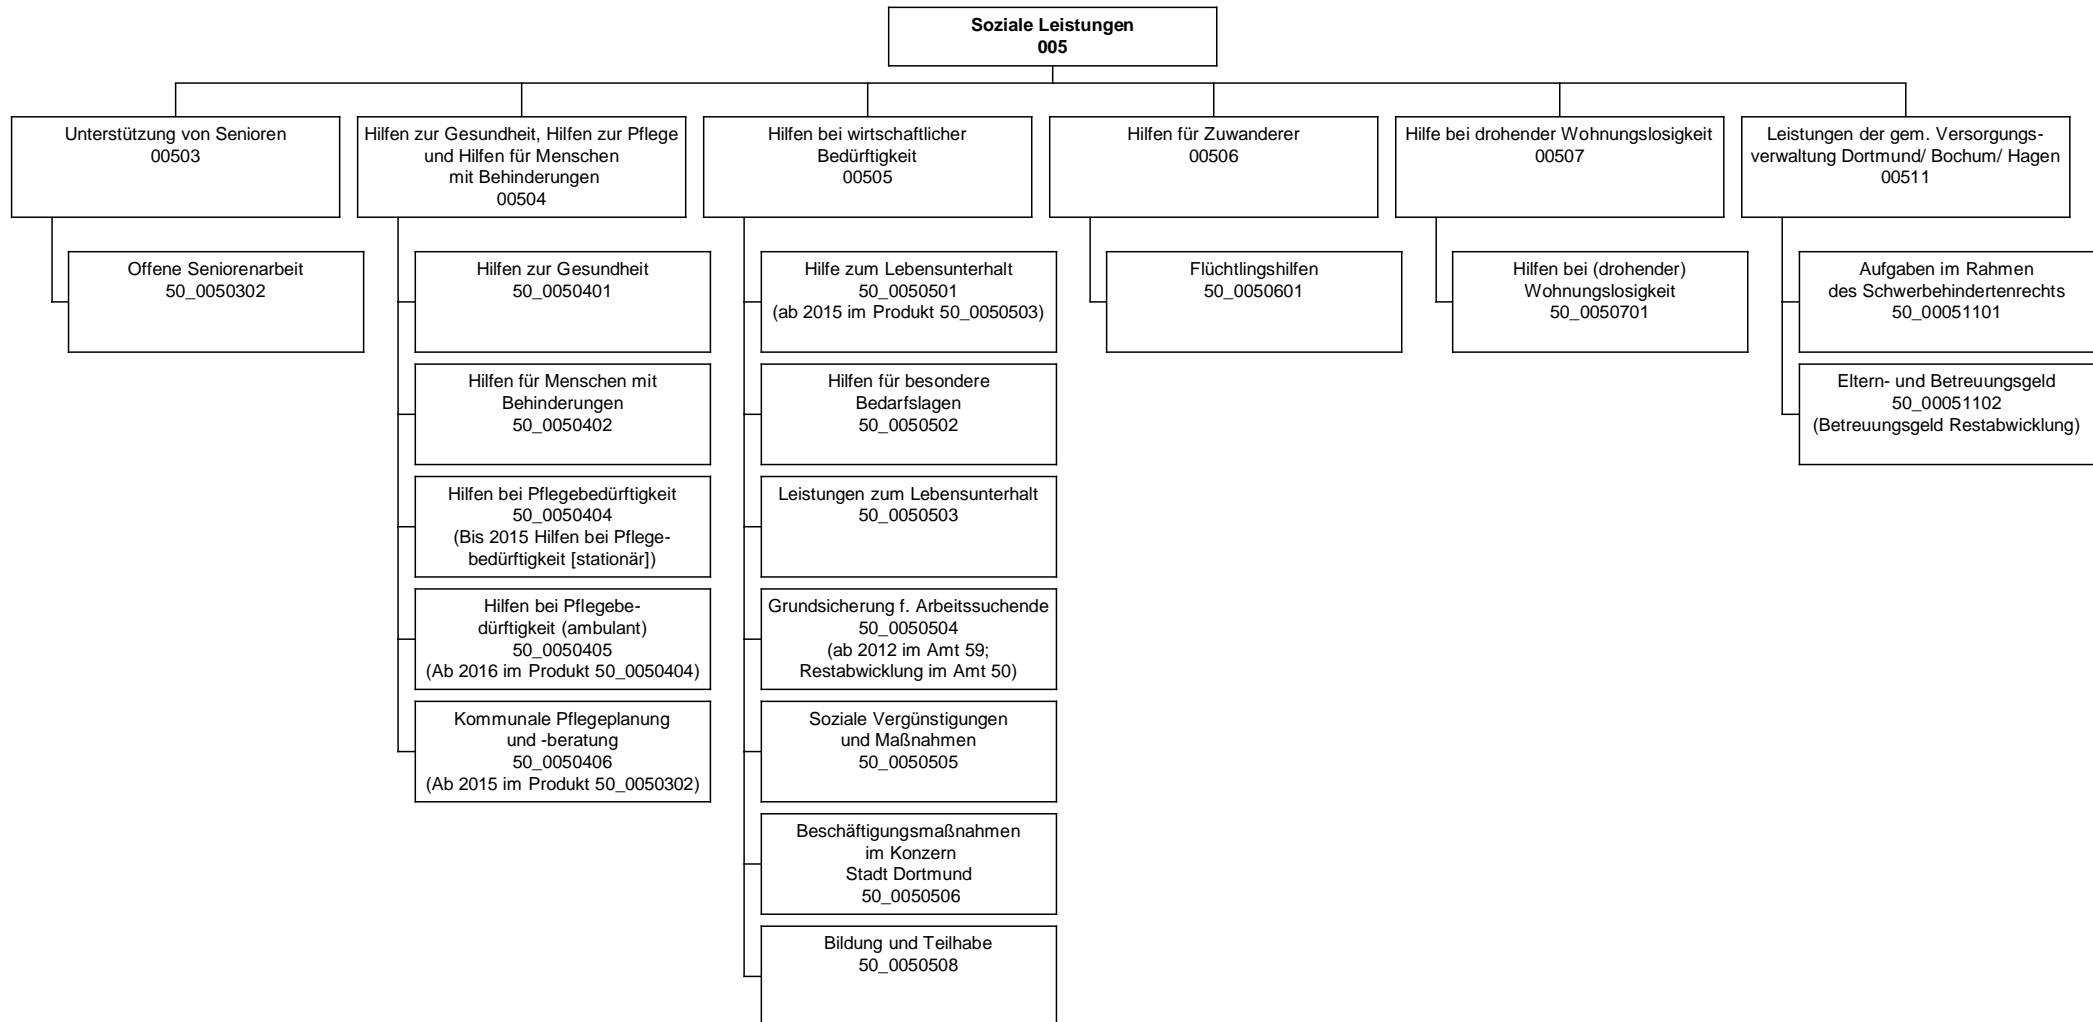 Soziale Leistungen
005
Unterstützung von Senioren
00503
Offene Seniorenarbeit
50_0050302
Hilfen zur Gesundheit, Hilfen zur Pflege
und Hilfen für Menschen
mit Behinderungen
00504
Hilfen zur Gesundheit
50_0050401
Hilfen für Menschen mit
Behinderungen
50_0050402
Hilfen bei Pflegebedürftigkeit
50_0050404
(Bis 2015 Hilfen bei Pflege-
bedürftigkeit [stationär])
Hilfen bei Pflegebe-
dürftigkeit (ambulant)
50_0050405
(Ab 2016 im Produkt 50_0050404)
Kommunale Pflegeplanung
und -beratung
50_0050406
(Ab 2015 im Produkt 50_0050302)
Hilfen bei wirtschaftlicher
Bedürftigkeit
00505
Hilfe zum Lebensunterhalt
50_0050501
(ab 2015 im Produkt 50_0050503)
Hilfen für besondere
Bedarfslagen
50_0050502
Leistungen zum Lebensunterhalt
50_0050503
Grundsicherung f. Arbeitssuchende
50_0050504
(ab 2012 im Amt 59;
Restabwicklung im Amt 50)
Soziale Vergünstigungen
und Maßnahmen
50_0050505
Beschäftigungsmaßnahmen
im Konzern
Stadt Dortmund
50_0050506
Bildung und Teilhabe
50_0050508
Hilfen für Zuwanderer
00506
Flüchtlingshilfen
50_0050601
Hilfe bei drohender Wohnungslosigkeit
00507
Hilfen bei (drohender)
Wohnungslosigkeit
50_0050701
Leistungen der gem. Versorgungs-
verwaltung Dortmund/ Bochum/ Hagen
00511
Aufgaben im Rahmen
des Schwerbehindertenrechts
50_00051101
Eltern- und Betreuungsgeld
50_00051102
(Betreuungsgeld Restabwicklung)